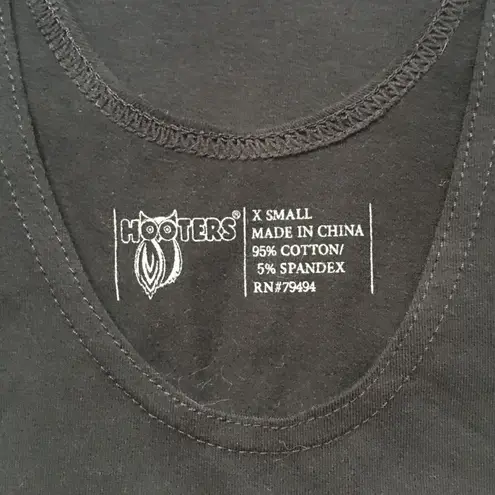 HOOTERS®
X SMALL
MADE IN CHINA
95% COTTON/
5% SPANDEX
RN#79494